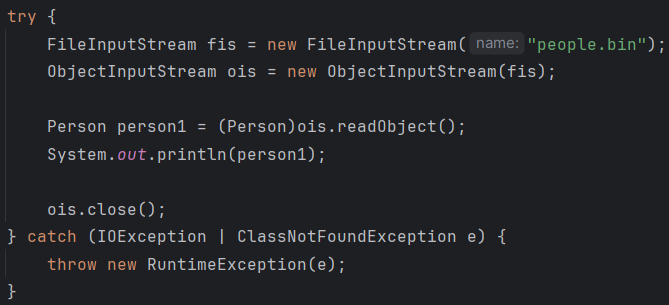 try {
    FileInputStream fis = new FileInputStream( name: "people.bin");
    ObjectInputStream ois = new ObjectInputStream(fis);

    Person person1 = (Person)ois.readObject();
    System.out.println(person1);

    ois.close();
} catch (IOException | ClassNotFoundException e) {
    throw new RuntimeException(e);
}